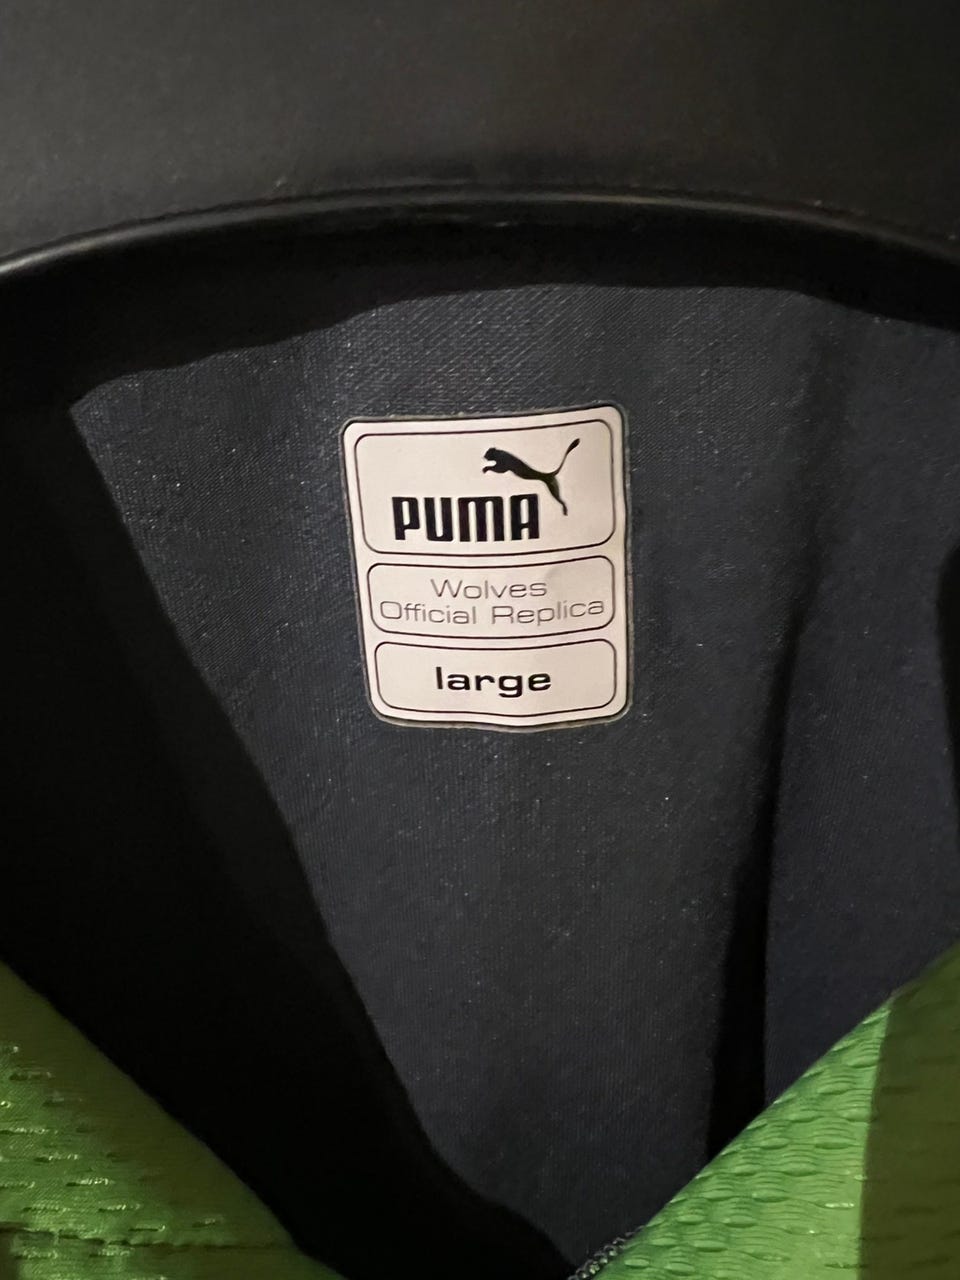 PUMA
Wolves
Official Replica
large